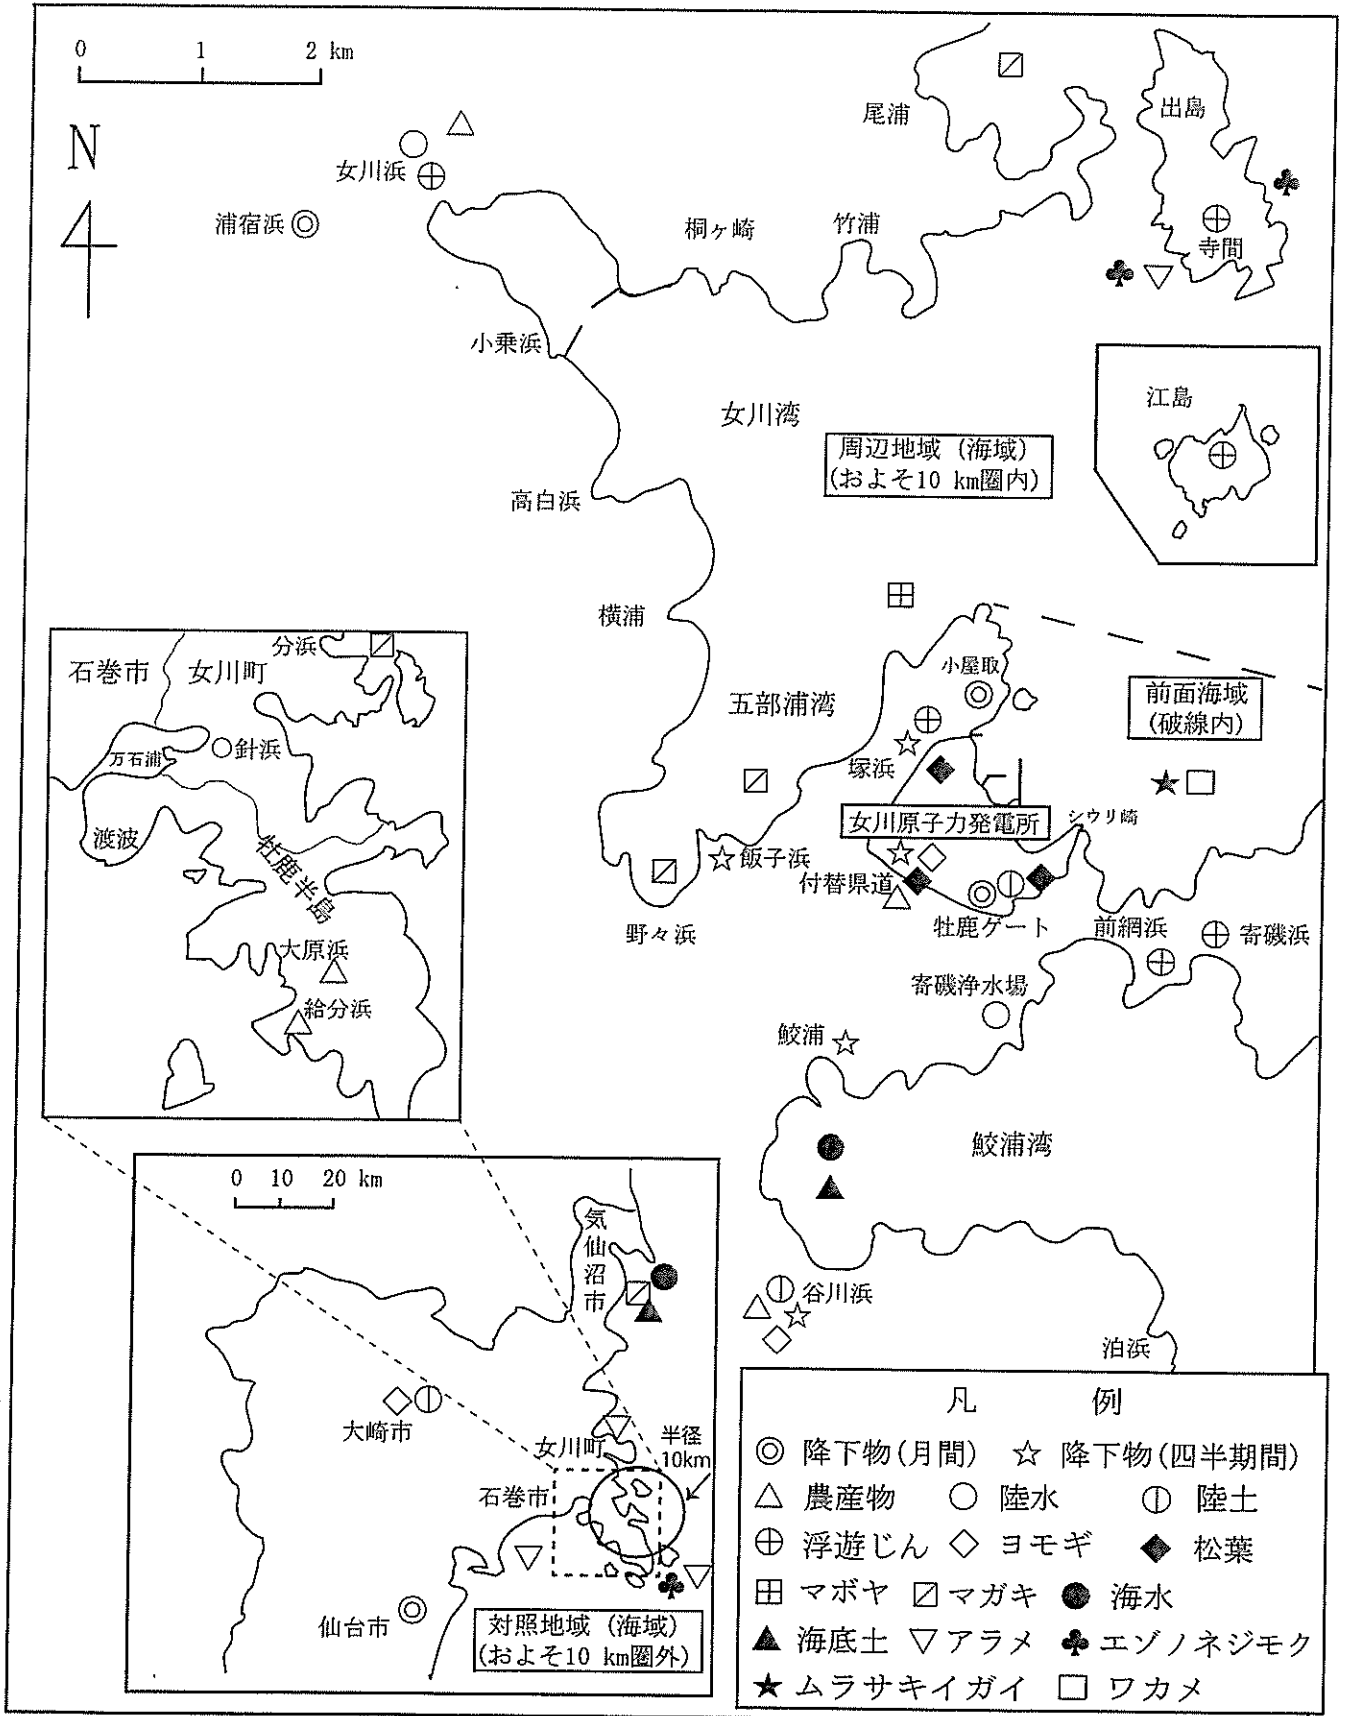 0 1 2 km
N
尾浦
出島
女川浜
浦宿浜
桐ヶ崎
竹浦
寺間
小乗浜
女川湾
江島
周辺地域（海域）
(およそ10 km圏内)
高白浜
横浦
小屋取
五部浦湾
前面海域
(破線内)
塚浜
女川原子力発電所
シウリ崎
飯子浜
付替県道
野々浜
牡鹿ゲート
前網浜
寄磯浜
寄磯浄水場
鮫浦
鮫浦湾
谷川浜
泊浜
石巻市
女川町
分浜
万石浦
針浜
渡波
牡鹿半島
大原浜
給分浜
0 10 20 km
気仙沼市
大崎市
女川町
半径
10km
石巻市
仙台市
対照地域（海域）
(およそ10 km圏外)
凡 例
降下物(月間) 降下物(四半期間)
農産物 陸水 陸土
浮遊じん ヨモギ 松葉
マボヤ マガキ 海水
海底土 アラメ エゾノネジモク
ムラサキイガイ ワカメ